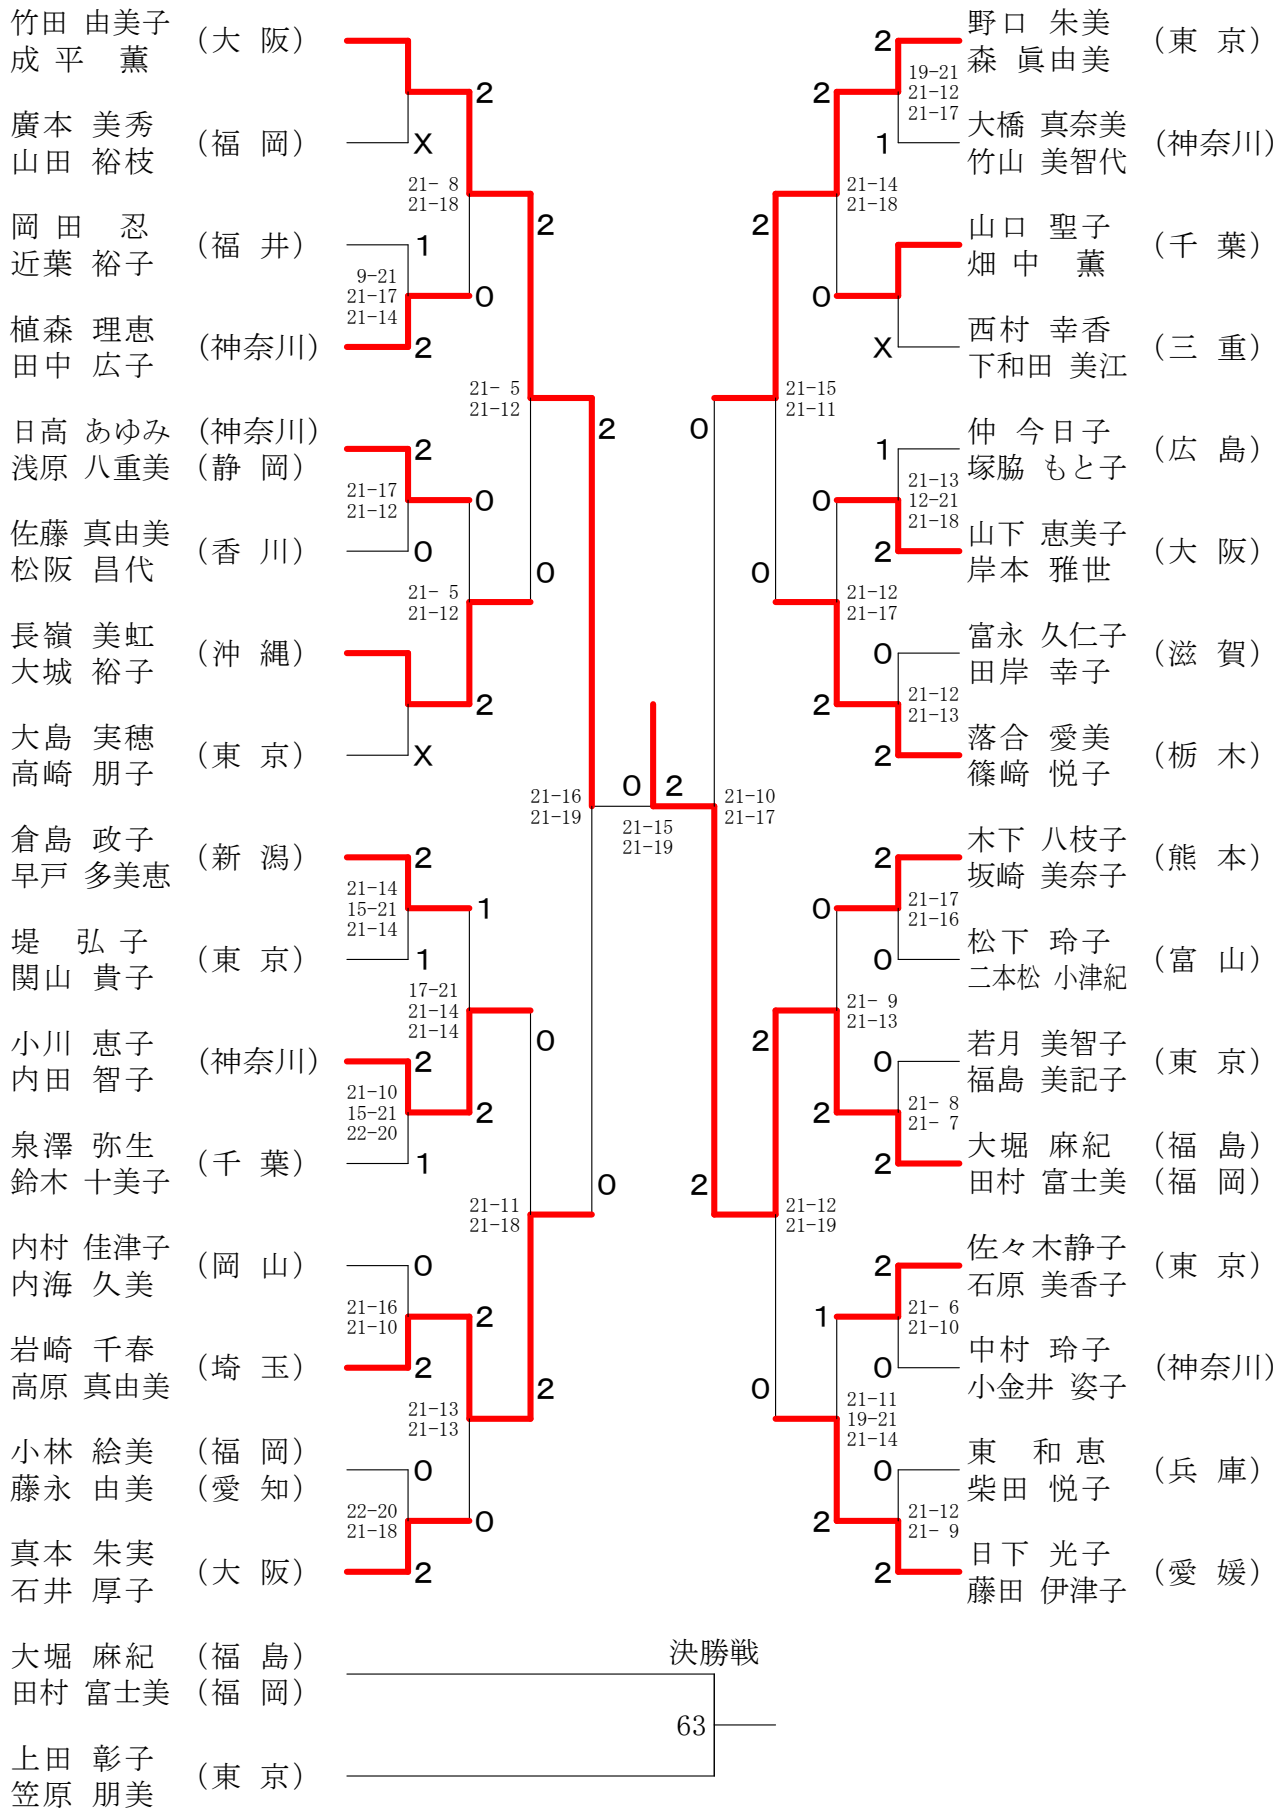 竹田 由美子
成平 薫
(大 阪)
廣本 美秀
山田 裕枝
(福 岡)
X
2
21- 8
21-18
岡田 忍
近葉 裕子
(福 井)
1
9-21
21-17
21-14
植森 理恵
田中 広子
(神奈川)
2
0
2
21- 5
21-12
日高 あゆみ (神奈川)
浅原 八重美 (静 岡)
2
21-17
21-12
佐藤 真由美
松阪 昌代
(香 川)
0
0
21- 5
21-12
長嶺 美虹
大城 裕子
(沖 縄)
2
大島 実穂
高崎 朋子
(東 京)
X
0
2
21-16
21-19
倉島 政子
早戸 多美恵
(新 潟)
2
21-14
15-21
21-14
堤 弘子
関山 貴子
(東 京)
1
1
17-21
21-14
21-14
小川 恵子
内田 智子
(神奈川)
2
21-10
15-21
22-20
泉澤 弥生
鈴木 十美子
(千 葉)
1
2
0
21-11
21-18
内村 佳津子
内海 久美
(岡 山)
0
21-16
21-10
岩崎 千春
高原 真由美
(埼 玉)
2
2
21-13
21-13
小林 絵美 (福 岡)
藤永 由美 (愛 知)
0
22-20
21-18
真本 朱実
石井 厚子
(大 阪)
2
0
2
0
0 2
21-15
21-19
野口 朱美
森 眞由美
(東 京)
2
19-21
21-12
21-17
大橋 真奈美
竹山 美智代
(神奈川)
1
2
21-14
21-18
山口 聖子
畑中 薫
(千 葉)
0
西村 幸香
下和田 美江
(三 重)
X
2
21-15
21-11
仲 今日子
塚脇 もと子
(広 島)
1
21-13
12-21
21-18
山下 恵美子
岸本 雅世
(大 阪)
2
0
21-12
21-17
富永 久仁子
田岸 幸子
(滋 賀)
0
21-12
21-13
落合 愛美
篠﨑 悦子
(栃 木)
2
2
0
0
21-10
21-17
木下 八枝子
坂崎 美奈子
(熊 本)
2
21-17
21-16
松下 玲子
二本松 小津紀
(富 山)
0
0
21- 9
21-13
若月 美智子
福島 美記子
(東 京)
0
21- 8
21- 7
大堀 麻紀 (福 島)
田村 富士美 (福 岡)
2
2
2
21-12
21-19
佐々木静子
石原 美香子
(東 京)
2
21- 6
21-10
中村 玲子
小金井 姿子
(神奈川)
0
1
21-11
19-21
21-14
東 和恵
柴田 悦子
(兵 庫)
0
21-12
21- 9
日下 光子
藤田 伊津子
(愛 媛)
2
2
0
2
決勝戦
大堀 麻紀 (福 島)
田村 富士美 (福 岡)
63
上田 彰子
笠原 朋美
(東 京)